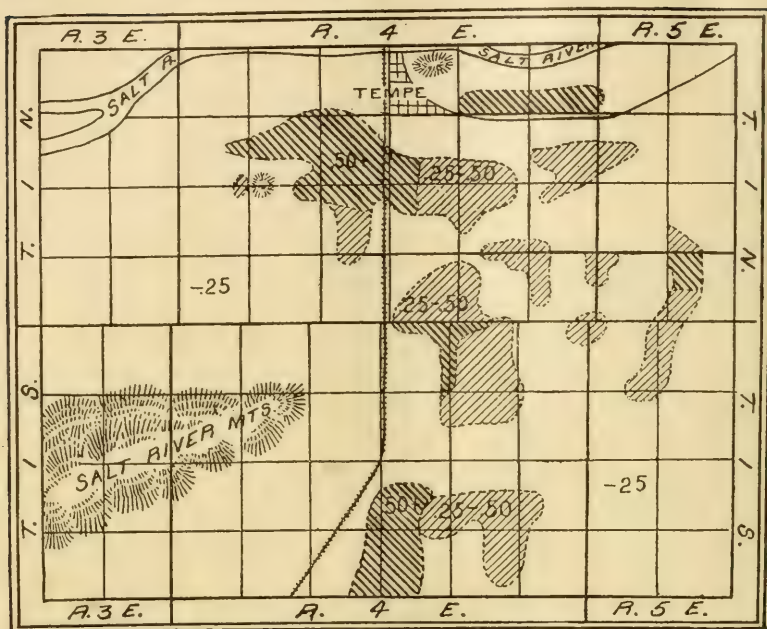 R. 3 E.
R. 4 E.
R. 5 E.
SALT R.
SALT RIVER
TEMPE
T. 1 N.
T. 1 N.
.50+
.25-.50
-.25
.25-.50
T. 1 S.
T. 1 S.
SALT RIVER MTS.
-.25
.50+
.25-.50
R. 3 E.
R. 4 E.
R. 5 E.